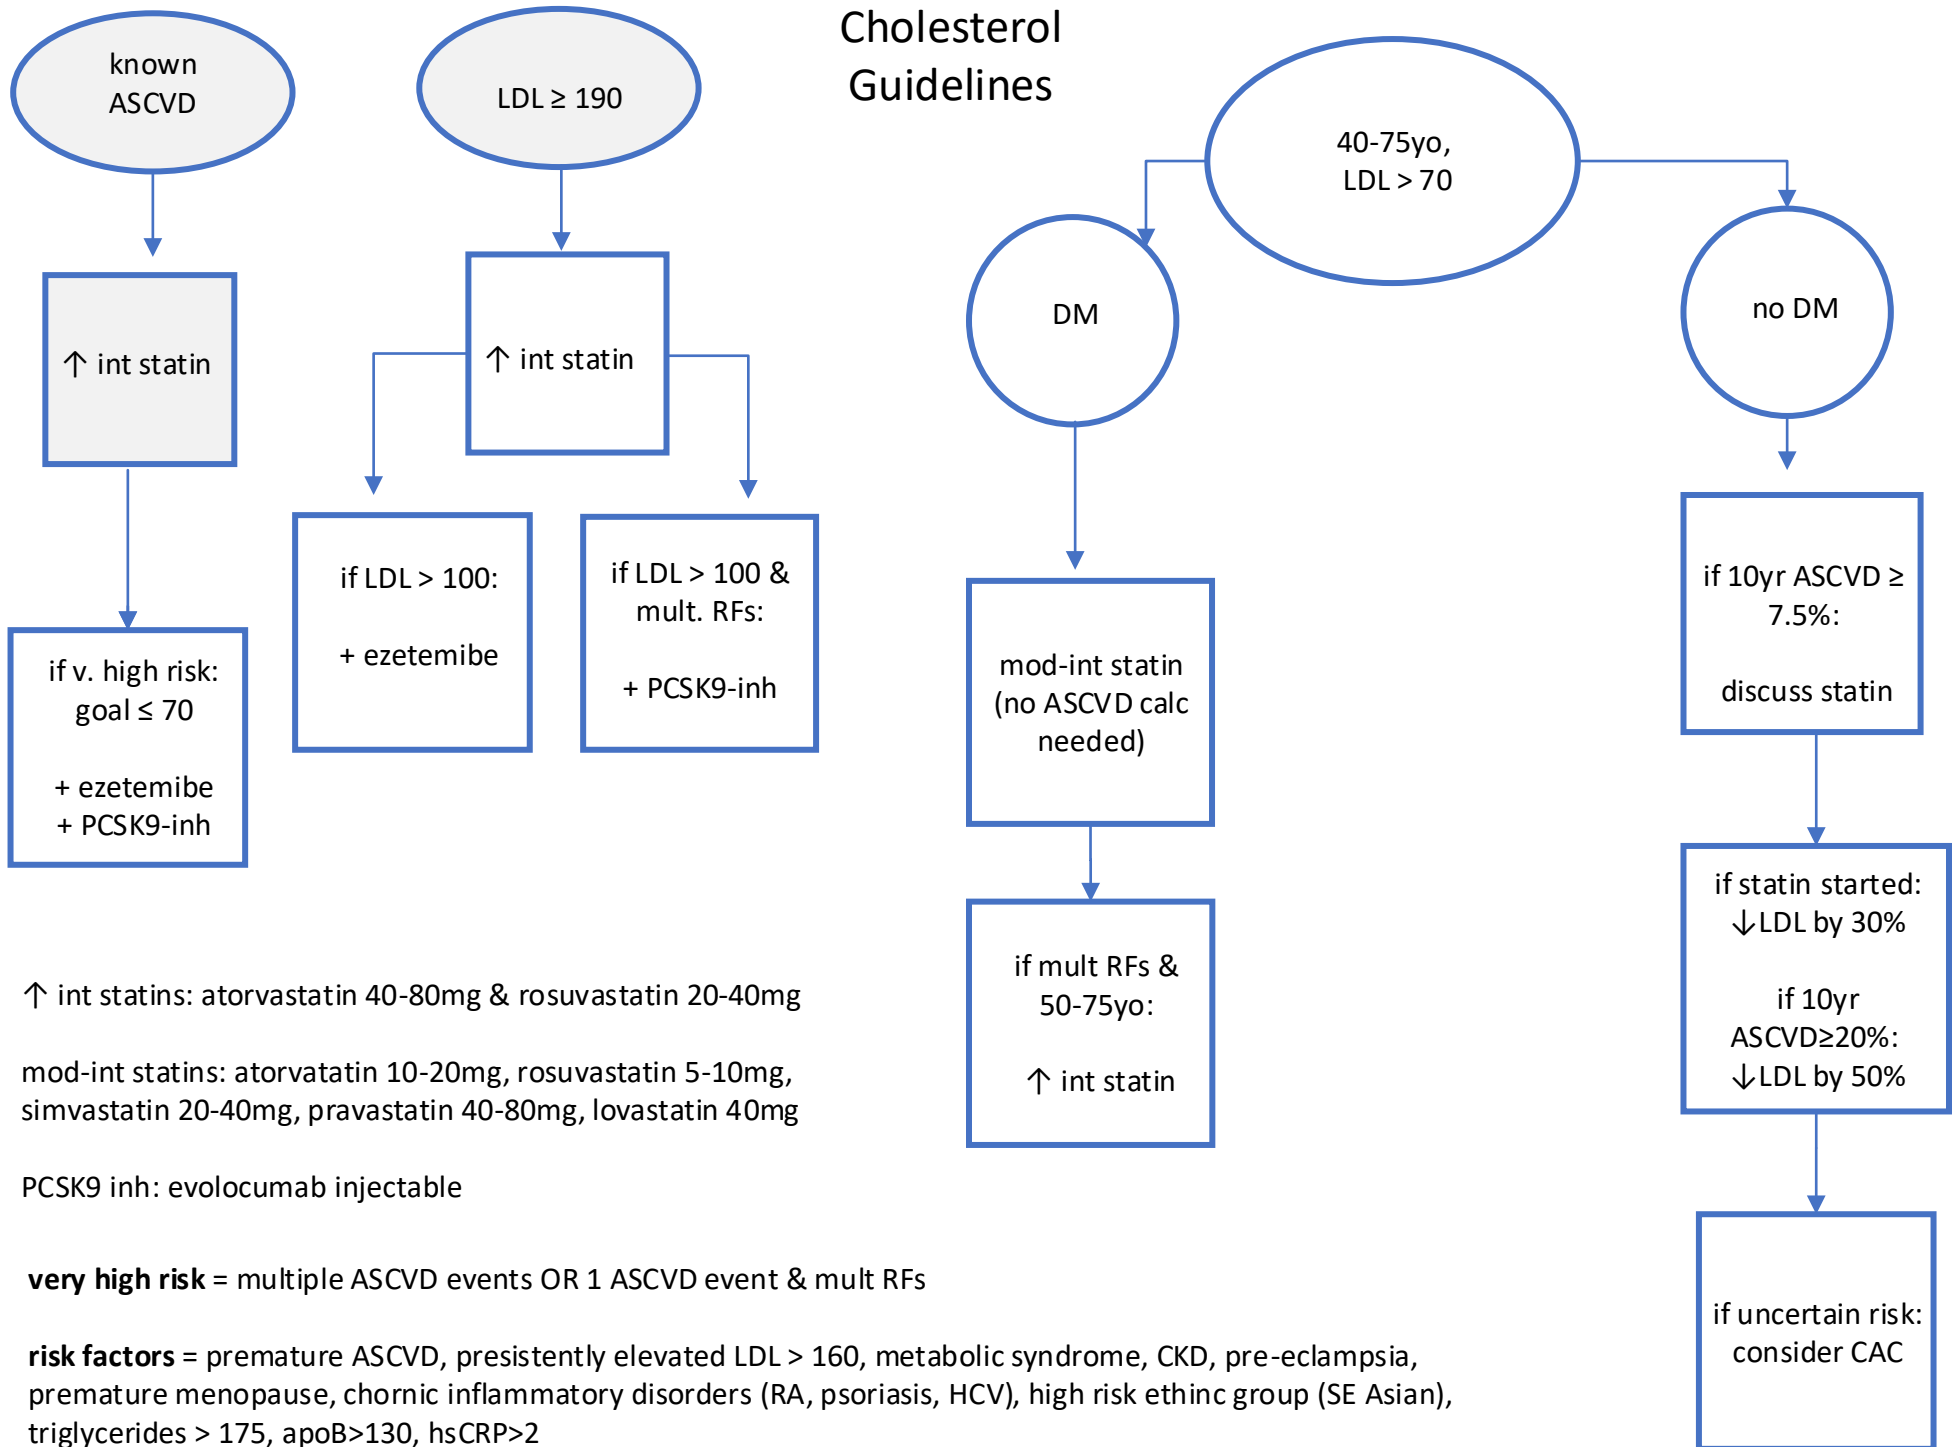 Cholesterol
Guidelines
known
ASCVD
↑ int statin
if v. high risk:
goal ≤ 70
+ ezetemibe
+ PCSK9-inh
LDL ≥ 190
↑ int statin
if LDL > 100:
+ ezetemibe
if LDL > 100 &
mult. RFs:
+ PCSK9-inh
40-75yo,
LDL > 70
DM
mod-int statin
(no ASCVD calc
needed)
if mult RFs &
50-75yo:
↑ int statin
no DM
if 10yr ASCVD ≥
7.5%:
discuss statin
if statin started:
↓LDL by 30%
if 10yr
ASCVD≥20%:
↓LDL by 50%
if uncertain risk:
consider CAC
↑ int statins: atorvastatin 40-80mg & rosuvastatin 20-40mg
mod-int statins: atorvatatin 10-20mg, rosuvastatin 5-10mg,
simvastatin 20-40mg, pravastatin 40-80mg, lovastatin 40mg
PCSK9 inh: evolocumab injectable
very high risk = multiple ASCVD events OR 1 ASCVD event & mult RFs
risk factors = premature ASCVD, presistently elevated LDL > 160, metabolic syndrome, CKD, pre-eclampsia,
premature menopause, chornic inflammatory disorders (RA, psoriasis, HCV), high risk ethinc group (SE Asian),
triglycerides > 175, apoB>130, hsCRP>2